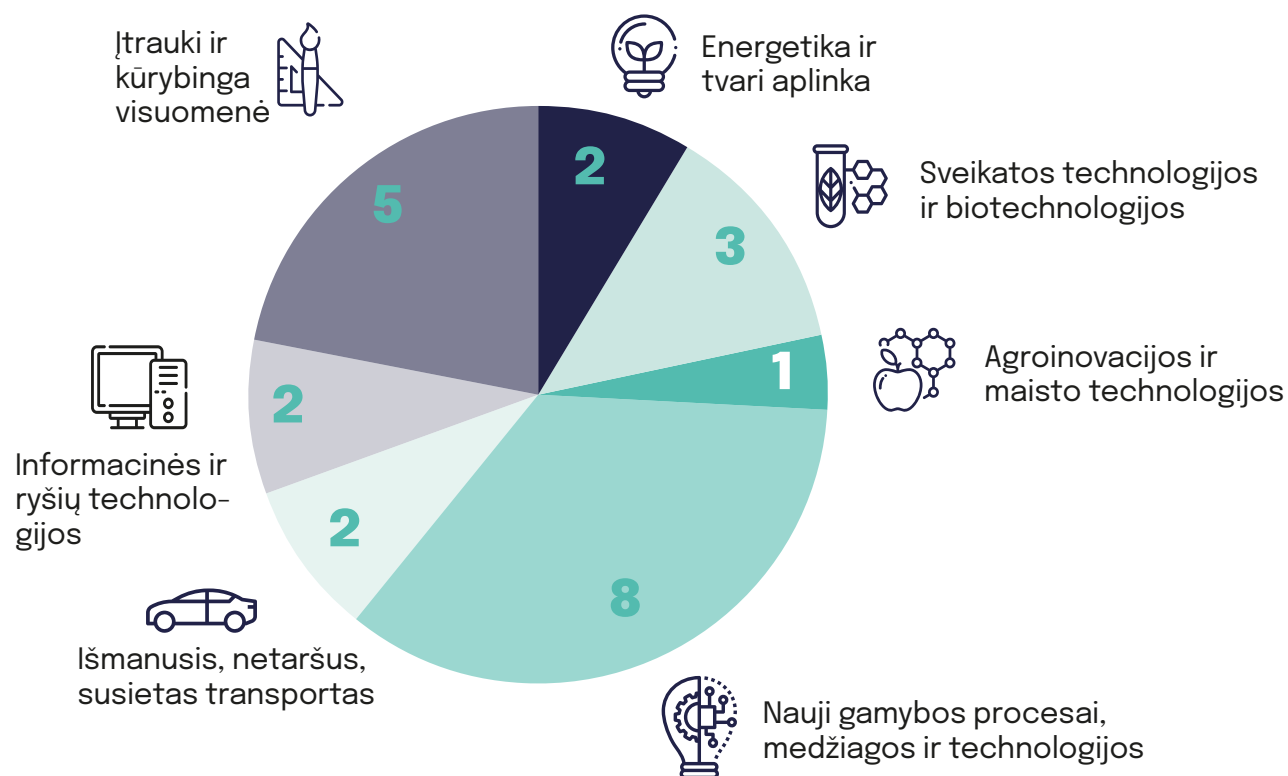 Įtrauki ir
kūrybinga
visuomenė
Energetika ir
tvari aplinka
Sveikatos technologijos
ir biotechnologijos
Agroinovacijos ir
maisto technologijos
Informacinės ir
ryšių technolo-
gijos
Išmanusis, netaršus,
susietas transportas
Nauji gamybos procesai,
medžiagos ir technologijos
2
3
1
8
2
2
5